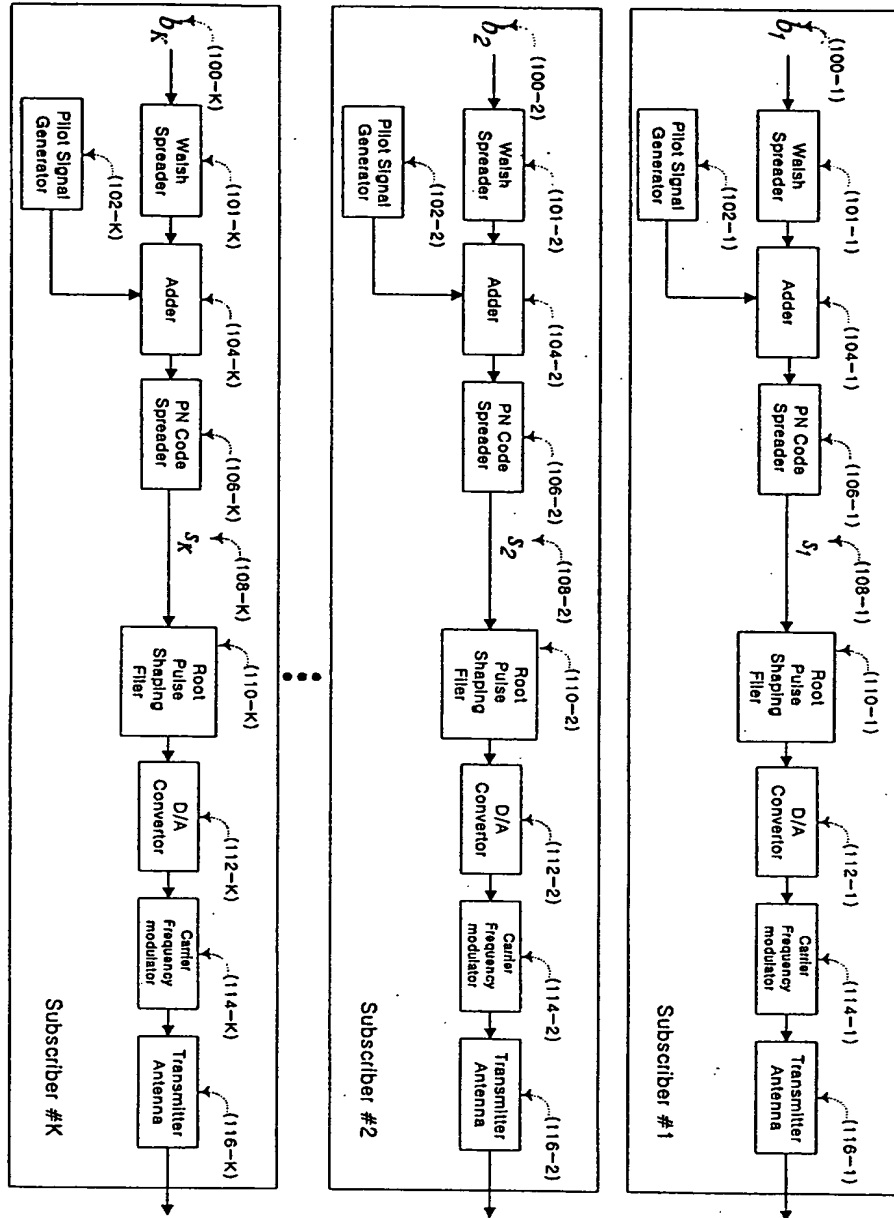 (100-1)
b1
Walsh
Spreader
(101-1)
Pilot Signal
Generator
(102-1)
Adder
(104-1)
PN Code
Spreader
(106-1)
s1
(108-1)
Root
Pulse
Shaping
Filer
(110-1)
D/A
Convertor
(112-1)
Carrier
Frequency
modulator
(114-1)
Transmitter
Antenna
(116-1)
Subscriber #1
(100-2)
b2
Walsh
Spreader
(101-2)
Pilot Signal
Generator
(102-2)
Adder
(104-2)
PN Code
Spreader
(106-2)
s2
(108-2)
Root
Pulse
Shaping
Filer
(110-2)
D/A
Convertor
(112-2)
Carrier
Frequency
modulator
(114-2)
Transmitter
Antenna
(116-2)
Subscriber #2
(100-K)
bK
Walsh
Spreader
(101-K)
Pilot Signal
Generator
(102-K)
Adder
(104-K)
PN Code
Spreader
(106-K)
sK
(108-K)
Root
Pulse
Shaping
Filer
(110-K)
D/A
Convertor
(112-K)
Carrier
Frequency
modulator
(114-K)
Transmitter
Antenna
(116-K)
Subscriber #K